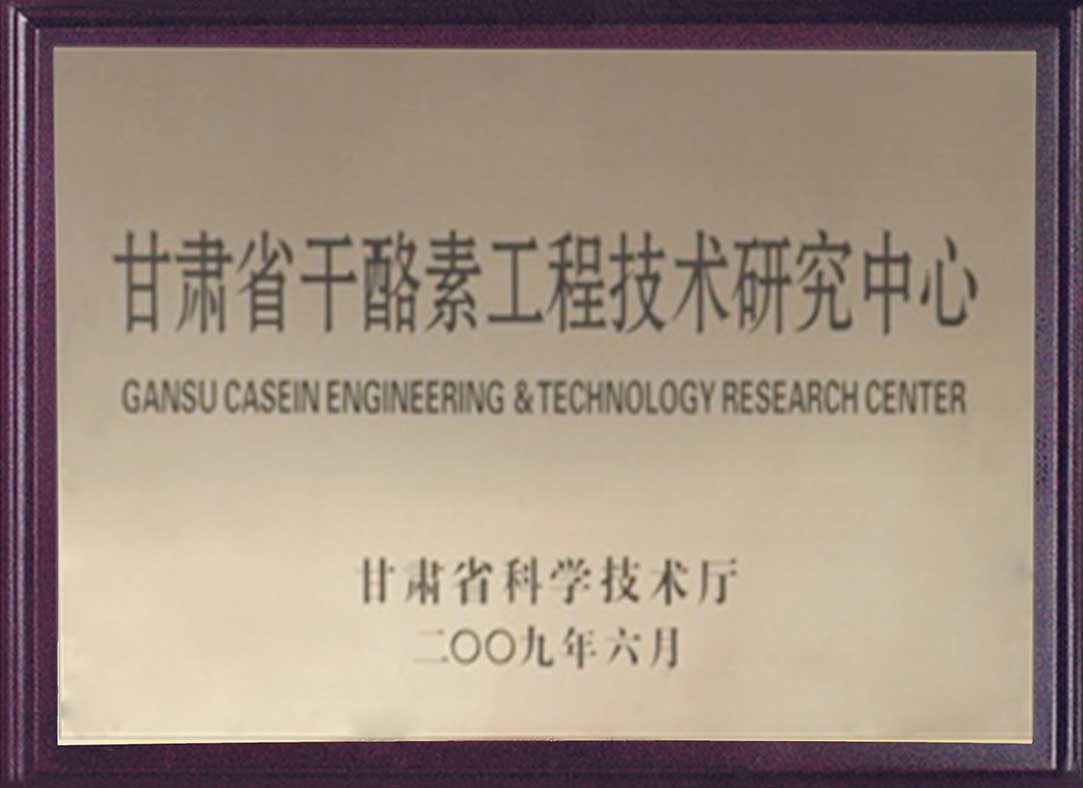 甘肃省干酪素工程技术研究中心
GANSU CASEIN ENGINEERING & TECHNOLOGY RESEARCH CENTER
甘肃省科学技术厅
二〇〇九年六月